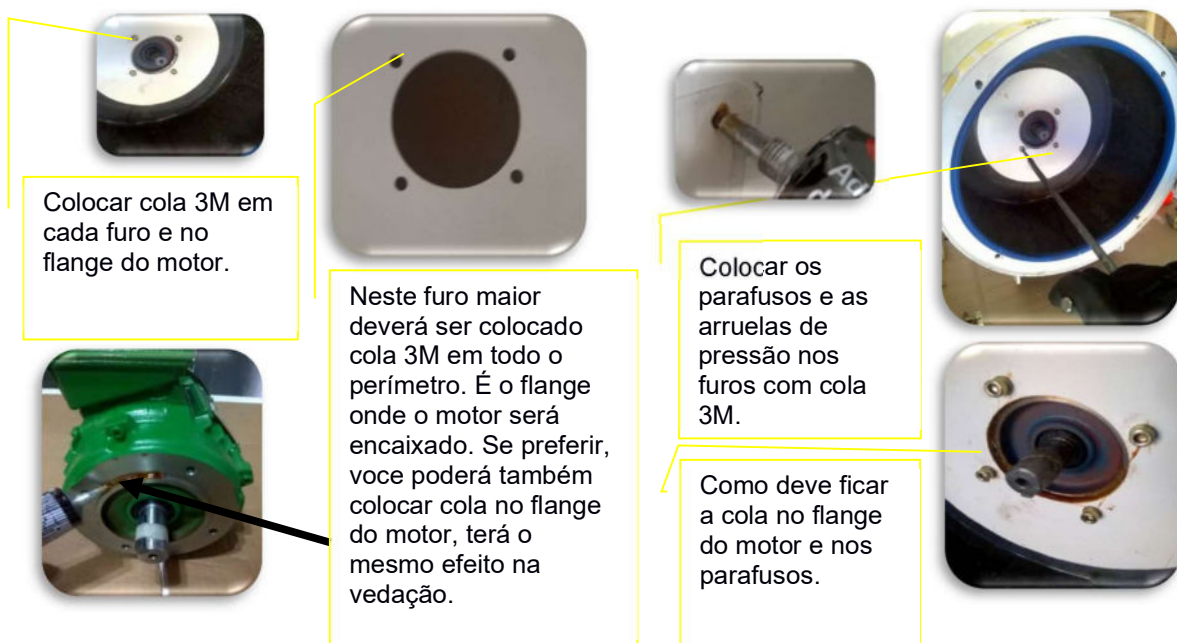 Colocar cola 3M em
cada furo e no
flange do motor.
Neste furo maior
deverá ser colocado
cola 3M em todo o
perímetro. É o flange
onde o motor será
encaixado. Se preferir,
voce poderá também
colocar cola no flange
do motor, terá o
mesmo efeito na
vedação.
Colocar os
parafusos e as
arruelas de
pressão nos
furos com cola
3M.
Como deve ficar
a cola no flange
do motor e nos
parafusos.